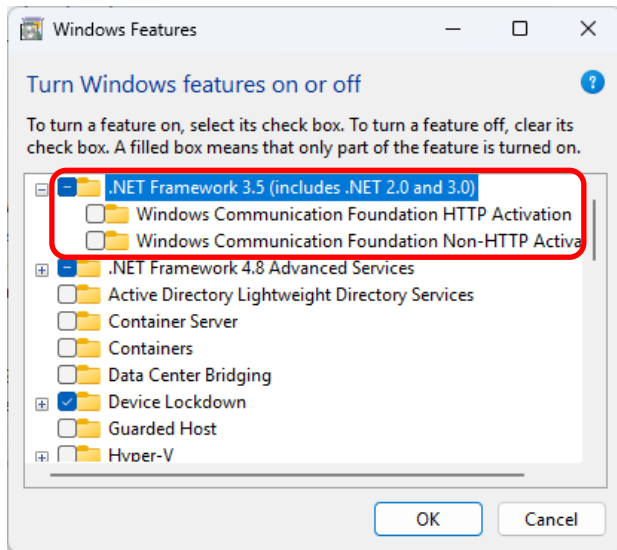 Windows Features
Turn Windows features on or off
?
To turn a feature on, select its check box. To turn a feature off, clear its
check box. A filled box means that only part of the feature is turned on.
.NET Framework 3.5 (includes .NET 2.0 and 3.0)
Windows Communication Foundation HTTP Activation
Windows Communication Foundation Non-HTTP Activa
.NET Framework 4.8 Advanced Services
Active Directory Lightweight Directory Services
Container Server
Containers
Data Center Bridging
Device Lockdown
Guarded Host
Hyper-V
OK
Cancel